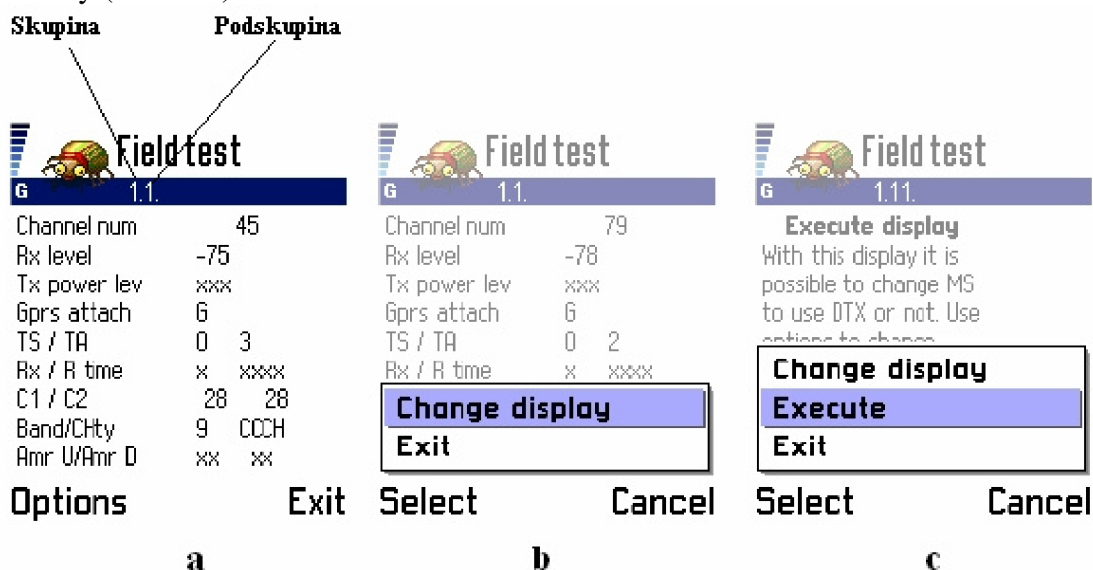 Skupina
Podskupina
Field test
G 1.1.
Channel num 45
Rx level -75
Tx power lev xxx
Gprs attach G
TS / TA 0 3
Rx / R time x xxxx
C1 / C2 28 28
Band/CHty 9 CCCH
Amr U/Amr D xx xx
Options Exit
a
Field test
G 1.1.
Channel num 79
Rx level -78
Tx power lev xxx
Gprs attach G
TS / TA 0 2
Rx / R time x xxxx
Change display
Exit
Select Cancel
b
Field test
G 1.11.
Execute display
With this display it is
possible to change MS
to use DTX or not. Use
options to change
Change display
Execute
Exit
Select Cancel
c